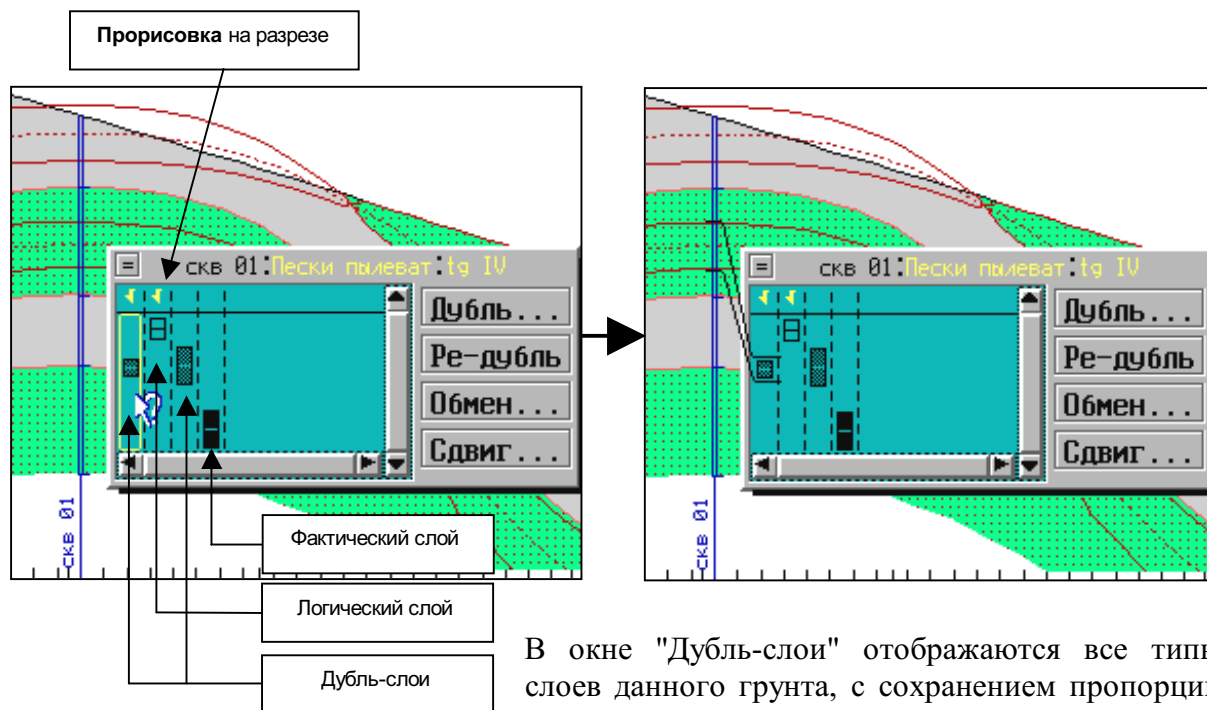 Прорисовка на разрезе
скв 01:Пески пылеват:tg IV
Дубль...
Ре-дубль
Обмен...
Сдвиг...
скв 01
скв 01:Пески пылеват:tg IV
Дубль...
Ре-дубль
Обмен...
Сдвиг...
скв 01
Фактический слой
Логический слой
Дубль-слои
В окне "Дубль-слои" отображаются все типы
слоев данного грунта, с сохранением пропорции